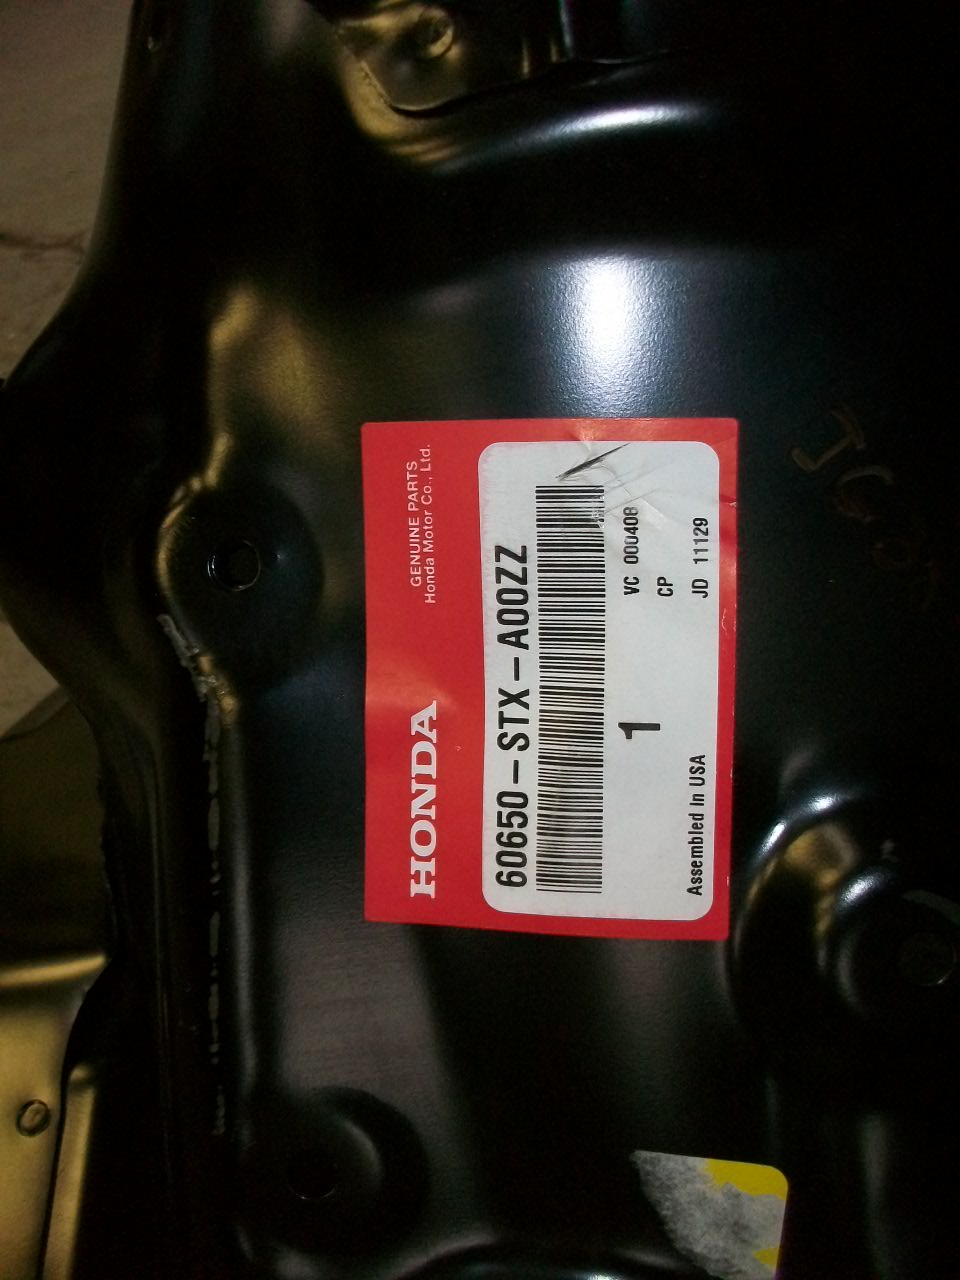 HONDA
GENUINE PARTS
Honda Motor Co., Ltd.
60650-STX-A00ZZ
1
VC 000408
CP
Assembled In USA
JD 11129